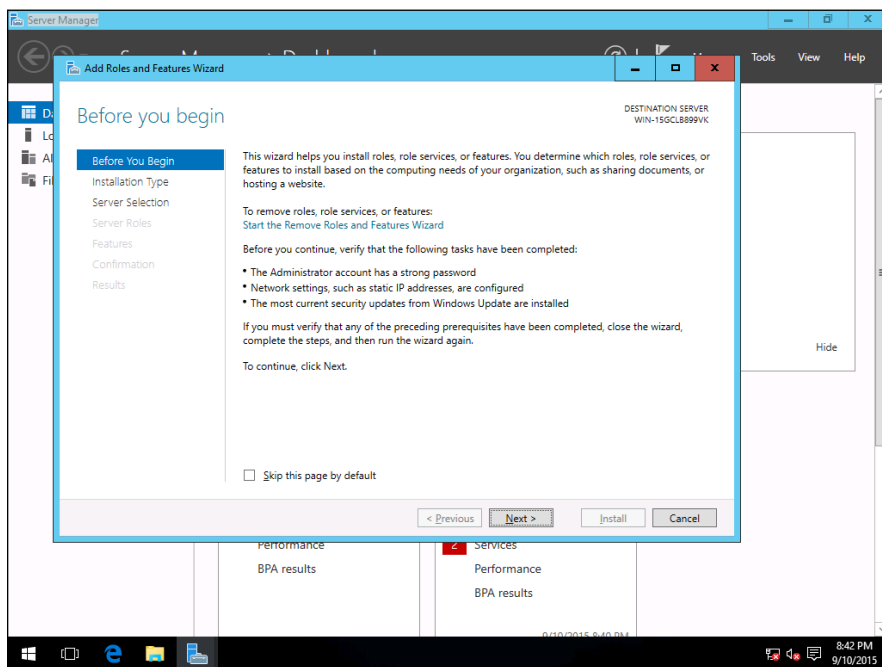 Server Manager
Tools View Help
Add Roles and Features Wizard
Before you begin
DESTINATION SERVER
WIN-15GCLB899VK
Before You Begin
Installation Type
Server Selection
Server Roles
Features
Confirmation
Results
This wizard helps you install roles, role services, or features. You determine which roles, role services, or
features to install based on the computing needs of your organization, such as sharing documents, or
hosting a website.
To remove roles, role services, or features:
Start the Remove Roles and Features Wizard
Before you continue, verify that the following tasks have been completed:
• The Administrator account has a strong password
• Network settings, such as static IP addresses, are configured
• The most current security updates from Windows Update are installed
If you must verify that any of the preceding prerequisites have been completed, close the wizard,
complete the steps, and then run the wizard again.
To continue, click Next.
Skip this page by default
< Previous Next > Install Cancel
Hide
Performance
BPA results
2 Services
Performance
BPA results
9/10/2015 8:40 PM
8:42 PM
9/10/2015